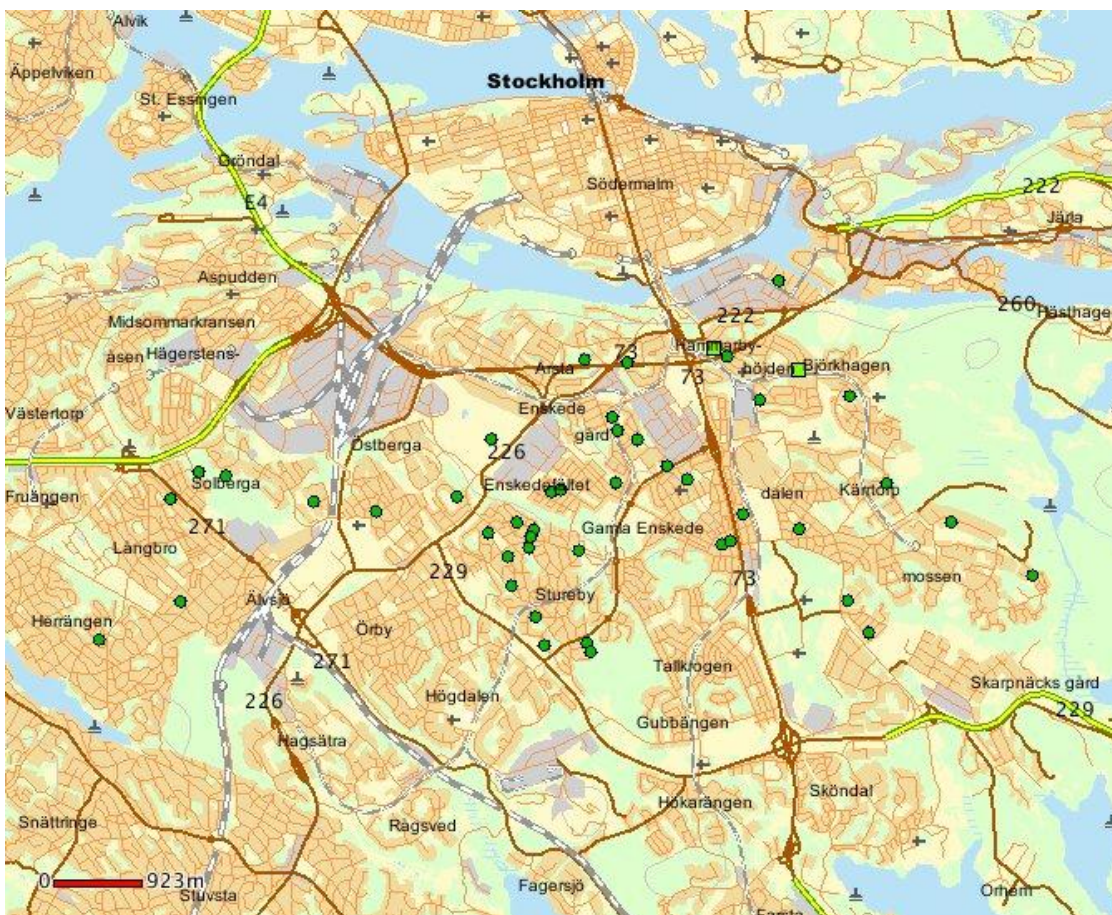 Alvik
Äppelviken
Stockholm
St. Essingen
Gröndal
Södermalm
222
E4
Järla
Aspudden
260
Hästhage
Midsommarkransen
222
åsen
Hägerstens-
73
Hammarby-
Årsta
höjden
Björkhagen
73
Västertorp
Enskede
gård
Östberga
226
Fruängen
Solberga
Enskedefältet
dalen
Kärrtorp
271
Gamla Enskede
Långbro
229
73
mossen
Herrängen
Älvsjö
Stureby
Örby
271
Tallkrogen
226
Högdalen
Skarpnäcks gård
Gubbängen
229
Hagsätra
Sköndal
Hökarängen
Snättringe
Rågsved
0
923m
Stuvsta
Fagersjö
Orhem
Farsta